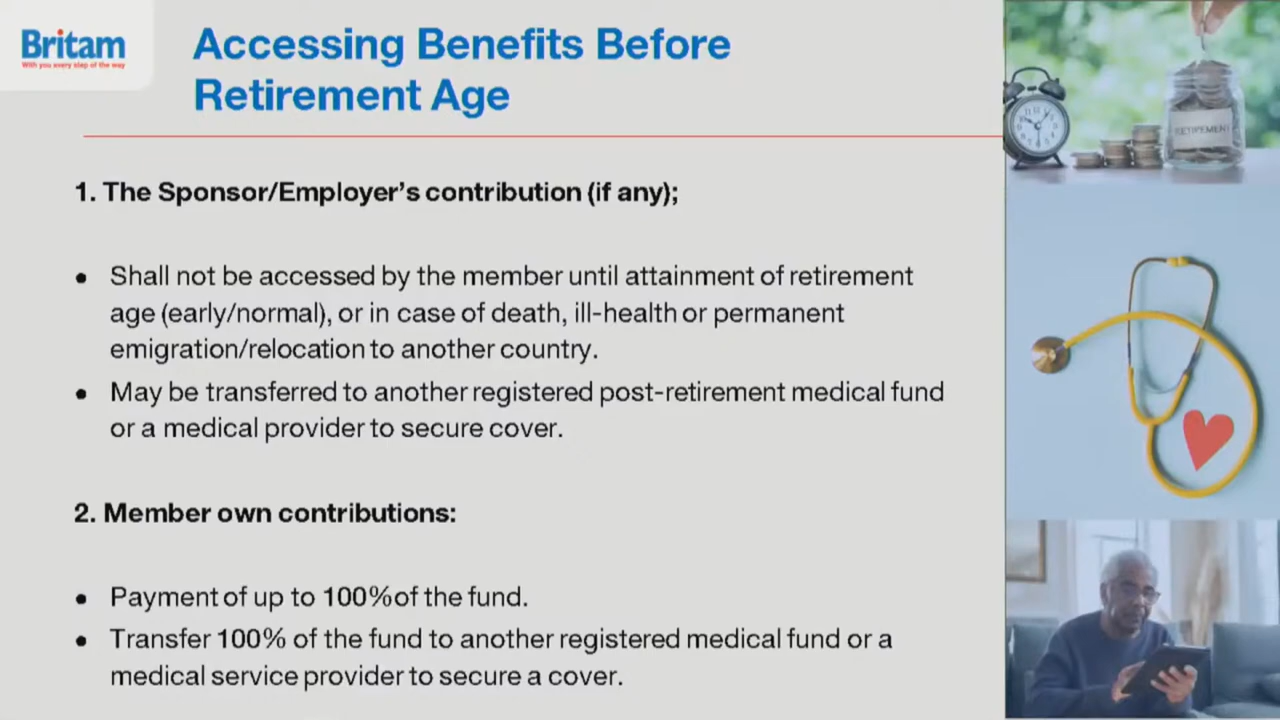 Britam
With you every step of the way
Accessing Benefits Before
Retirement Age
1. The Sponsor/Employer's contribution (if any);
• Shall not be accessed by the member until attainment of retirement
age (early/normal), or in case of death, ill-health or permanent
emigration/relocation to another country.
• May be transferred to another registered post-retirement medical fund
or a medical provider to secure cover.
2. Member own contributions:
• Payment of up to 100%of the fund.
• Transfer 100% of the fund to another registered medical fund or a
medical service provider to secure a cover.
RETIREMENT